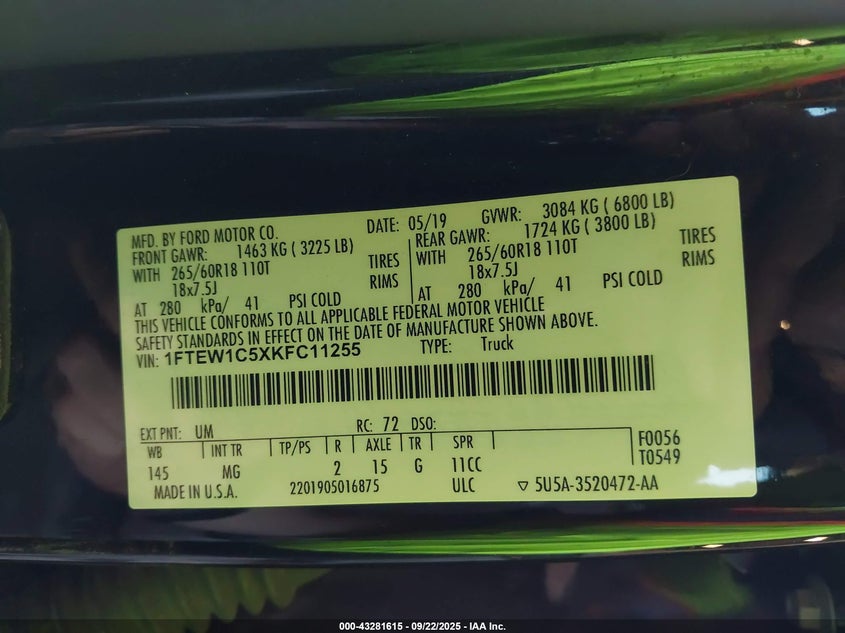 MFD. BY FORD MOTOR CO. DATE: 05/19 GVWR: 3084 KG ( 6800 LB)
FRONT GAWR: 1463 KG ( 3225 LB) REAR GAWR: 1724 KG ( 3800 LB)
WITH 265/60R18 110T TIRES WITH 265/60R18 110T TIRES
18x7.5J RIMS 18x7.5J RIMS
AT 280 kPa/ 41 PSI COLD AT 280 kPa/ 41 PSI COLD
THIS VEHICLE CONFORMS TO ALL APPLICABLE FEDERAL MOTOR VEHICLE
SAFETY STANDARDS IN EFFECT ON THE DATE OF MANUFACTURE SHOWN ABOVE.
VIN: 1FTEW1C5XKFC11255 TYPE: Truck
EXT PNT: UM RC: 72 DSO:
WB INT TR TP/PS R AXLE TR SPR F0056
145 MG 2 15 G 11CC T0549
MADE IN U.S.A. 2201905016875 ULC ▽ 5U5A-3520472-AA
000-43281615 - 09/22/2025 - IAA Inc.